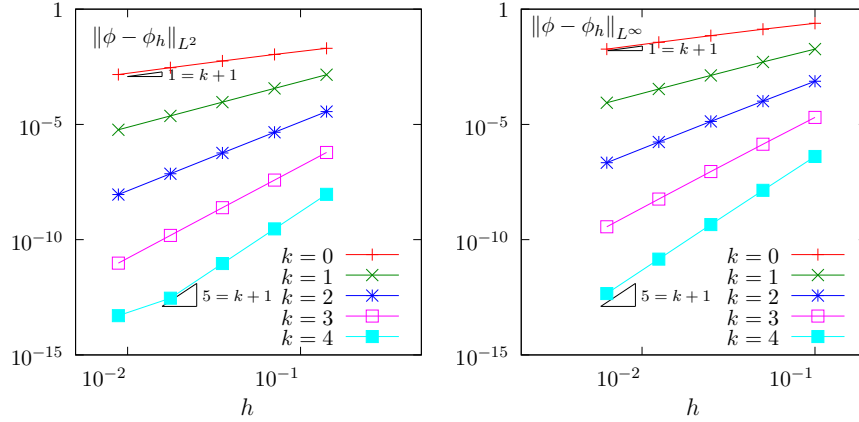 1
10^{-5}
10^{-10}
10^{-15}
10^{-2}
10^{-1}
h
‖ϕ − ϕ_h‖_{L^2}
1 = k + 1
5 = k + 1
k = 0
k = 1
k = 2
k = 3
k = 4
1
10^{-5}
10^{-10}
10^{-15}
10^{-2}
10^{-1}
h
‖ϕ − ϕ_h‖_{L^∞}
1 = k + 1
5 = k + 1
k = 0
k = 1
k = 2
k = 3
k = 4